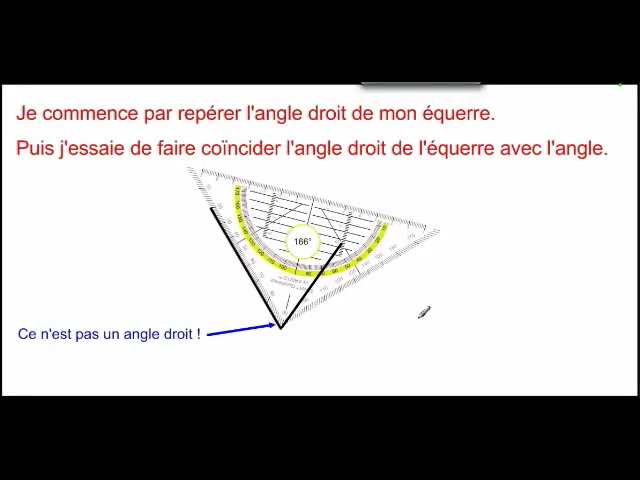 Je commence par repérer l'angle droit de mon équerre.
Puis j'essaie de faire coïncider l'angle droit de l'équerre avec l'angle.
166°
Ce n'est pas un angle droit !